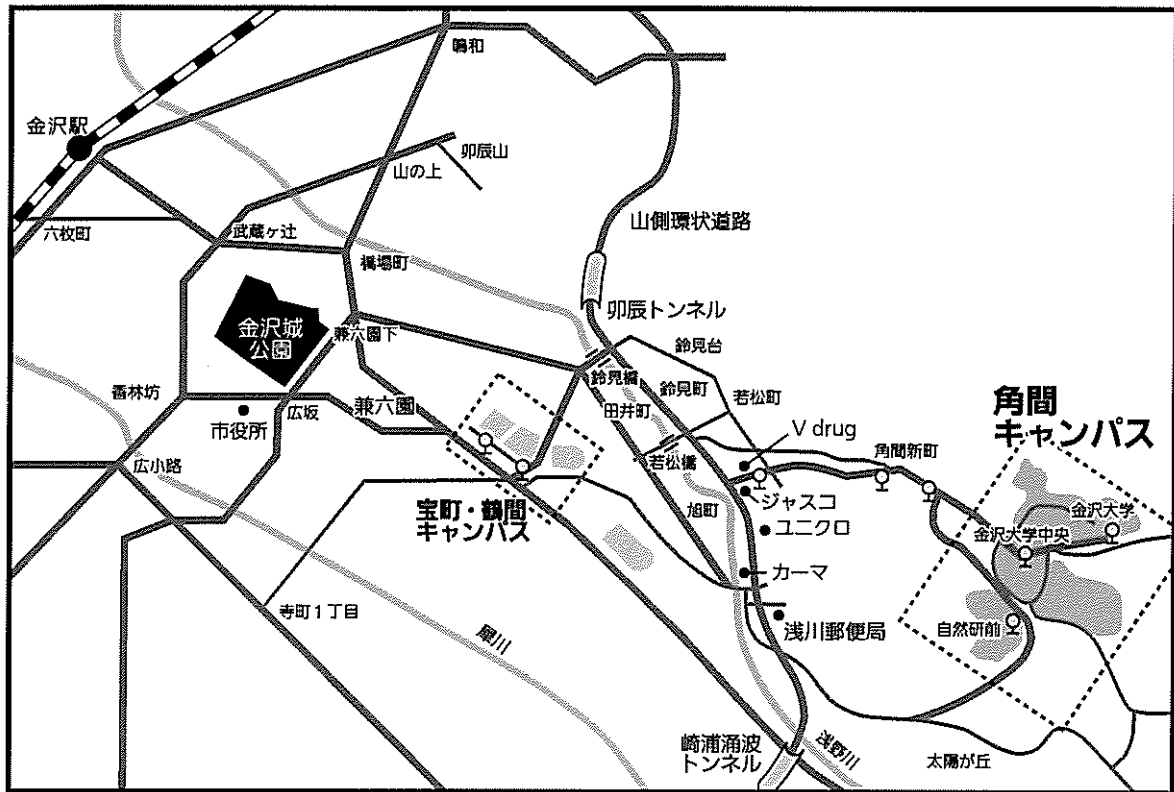 鳴和
金沢駅
卯辰山
山の上
山側環状道路
六枚町
武蔵ヶ辻
橋場町
卯辰トンネル
金沢城
公園
兼六園下
鈴見台
鈴見橋
鈴見町
香林坊
兼六園
田井町
若松町
角間
キャンパス
市役所
広坂
V drug
角間新町
広小路
若松橋
ジャスコ
宝町・鶴間
キャンパス
旭町
ユニクロ
金沢大学
金沢大学中央
カーマ
寺町1丁目
浅川郵便局
自然研前
犀川
崎浦涌波
トンネル
浅野川
太陽が丘